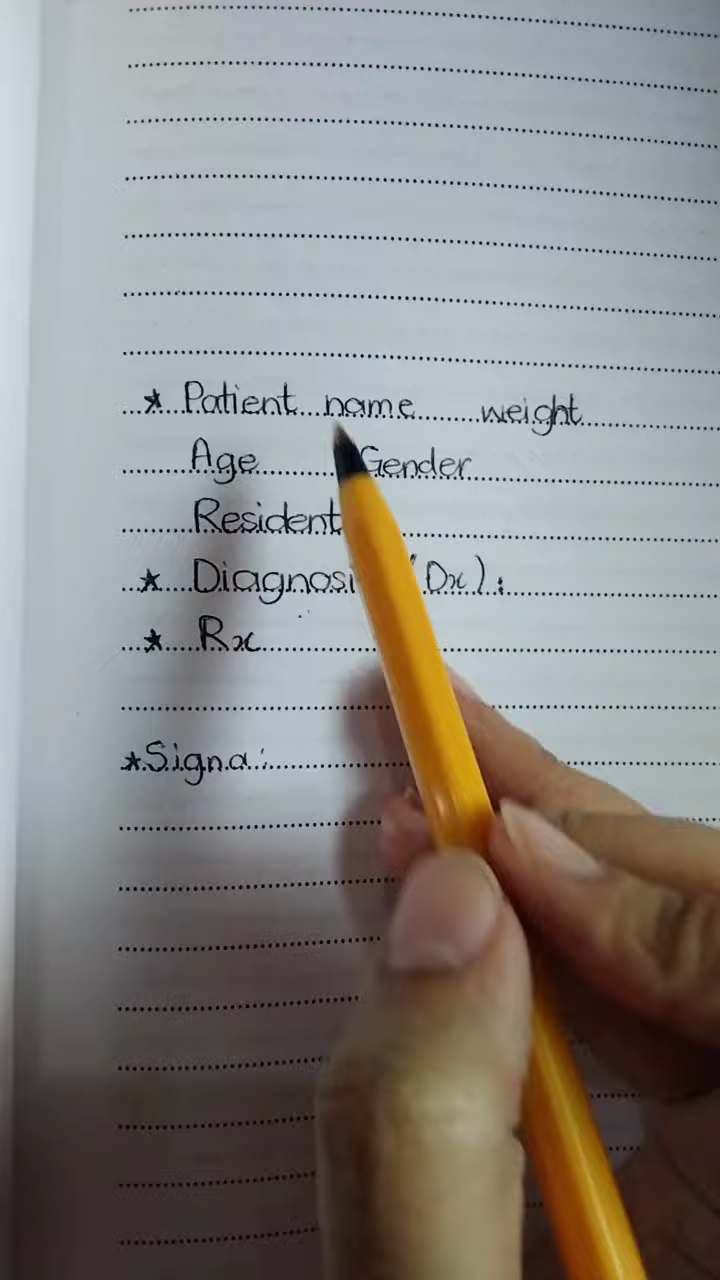 ★ Patient name weight
Age Gender
Resident
★ Diagnosi (Dx) :
★ Rx
★ Signa :